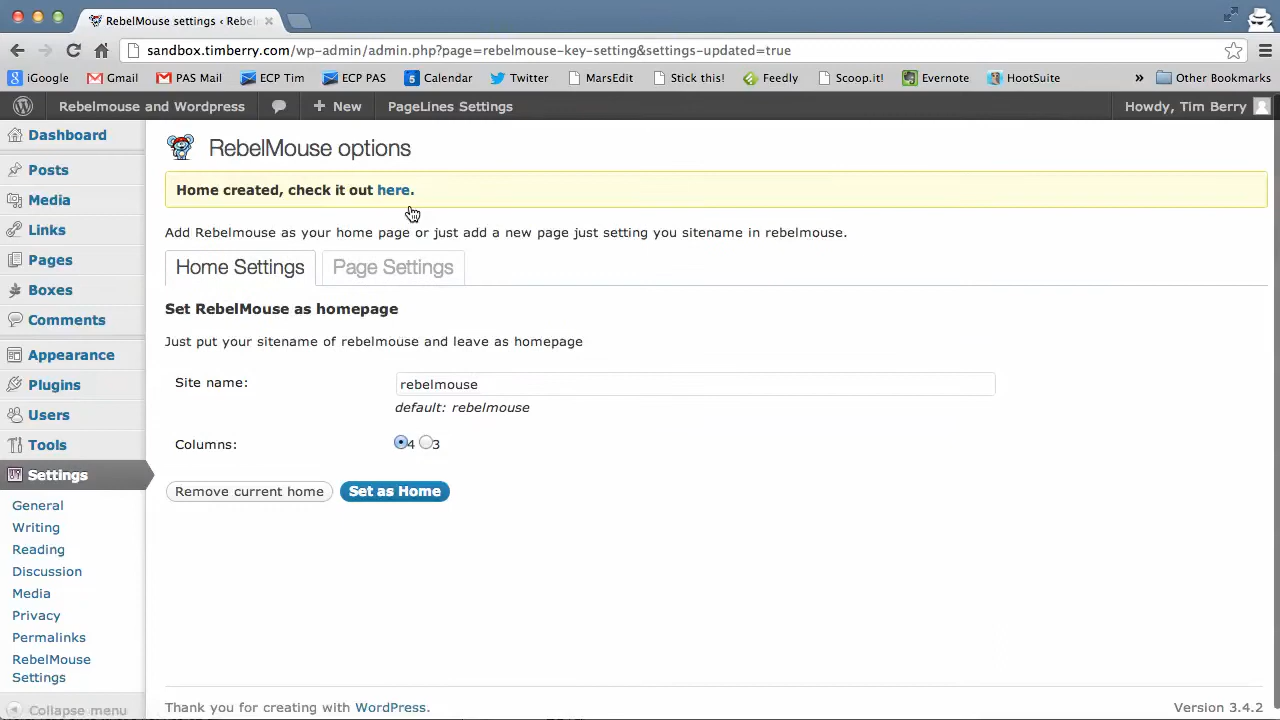 RebelMouse settings ‹ Rebel
sandbox.timberry.com/wp-admin/admin.php?page=rebelmouse-key-setting&settings-updated=true
iGoogle Gmail PAS Mail ECP Tim ECP PAS 5 Calendar Twitter MarsEdit Stick this! Feedly Scoop.it! Evernote HootSuite » Other Bookmarks
Rebelmouse and Wordpress + New PageLines Settings Howdy, Tim Berry
Dashboard
Posts
Media
Links
Pages
Boxes
Comments
Appearance
Plugins
Users
Tools
Settings
General
Writing
Reading
Discussion
Media
Privacy
Permalinks
RebelMouse
Settings
Collapse menu
RebelMouse options
Home created, check it out here.
Add Rebelmouse as your home page or just add a new page just setting you sitename in rebelmouse.
Home Settings Page Settings
Set RebelMouse as homepage
Just put your sitename of rebelmouse and leave as homepage
Site name: rebelmouse
default: rebelmouse
Columns: 4 3
Remove current home Set as Home
Thank you for creating with WordPress. Version 3.4.2